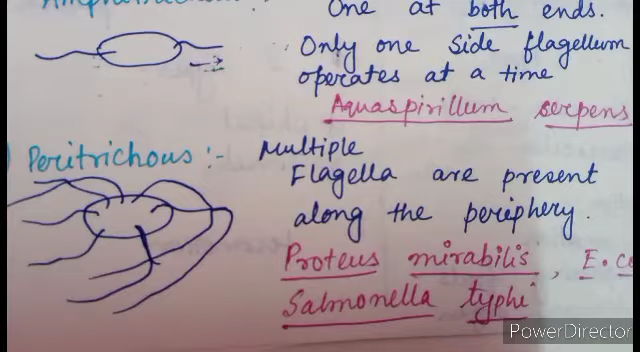 One at both ends.
Only one side flagellum
operates at a time
Aquaspirillum serpens
Peritrichous :- Multiple
Flagella are present
along the periphery.
Proteus mirabilis, E. c
Salmonella typhi
PowerDirector